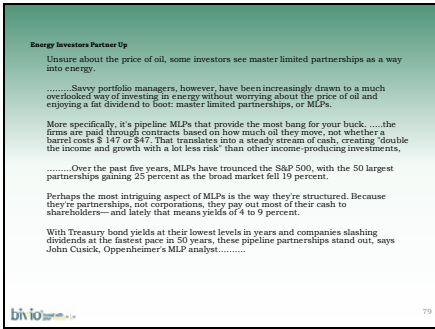 Energy Investors Partner Up
Unsure about the price of oil, some investors see master limited partnerships as a way
into energy.
.........Savvy portfolio managers, however, have been increasingly drawn to a much
overlooked way of investing in energy without worrying about the price of oil and
enjoying a fat dividend to boot: master limited partnerships, or MLPs.
More specifically, it's pipeline MLPs that provide the most bang for your buck. .....the
firms are paid through contracts based on how much oil they move, not whether a
barrel costs $ 147 or $47. That translates into a steady stream of cash, creating "double
the income and growth with a lot less risk" than other income-producing investments,
.........Over the past five years, MLPs have trounced the S&P 500, with the 50 largest
partnerships gaining 25 percent as the broad market fell 19 percent.
Perhaps the most intriguing aspect of MLPs is the way they're structured. Because
they're partnerships, not corporations, they pay out most of their cash to
shareholders—and lately that means yields of 4 to 9 percent.
With Treasury bond yields at their lowest levels in years and companies slashing
dividends at the fastest pace in 50 years, these pipeline partnerships stand out, says
John Cusick, Oppenheimer's MLP analyst..........
bivio
79